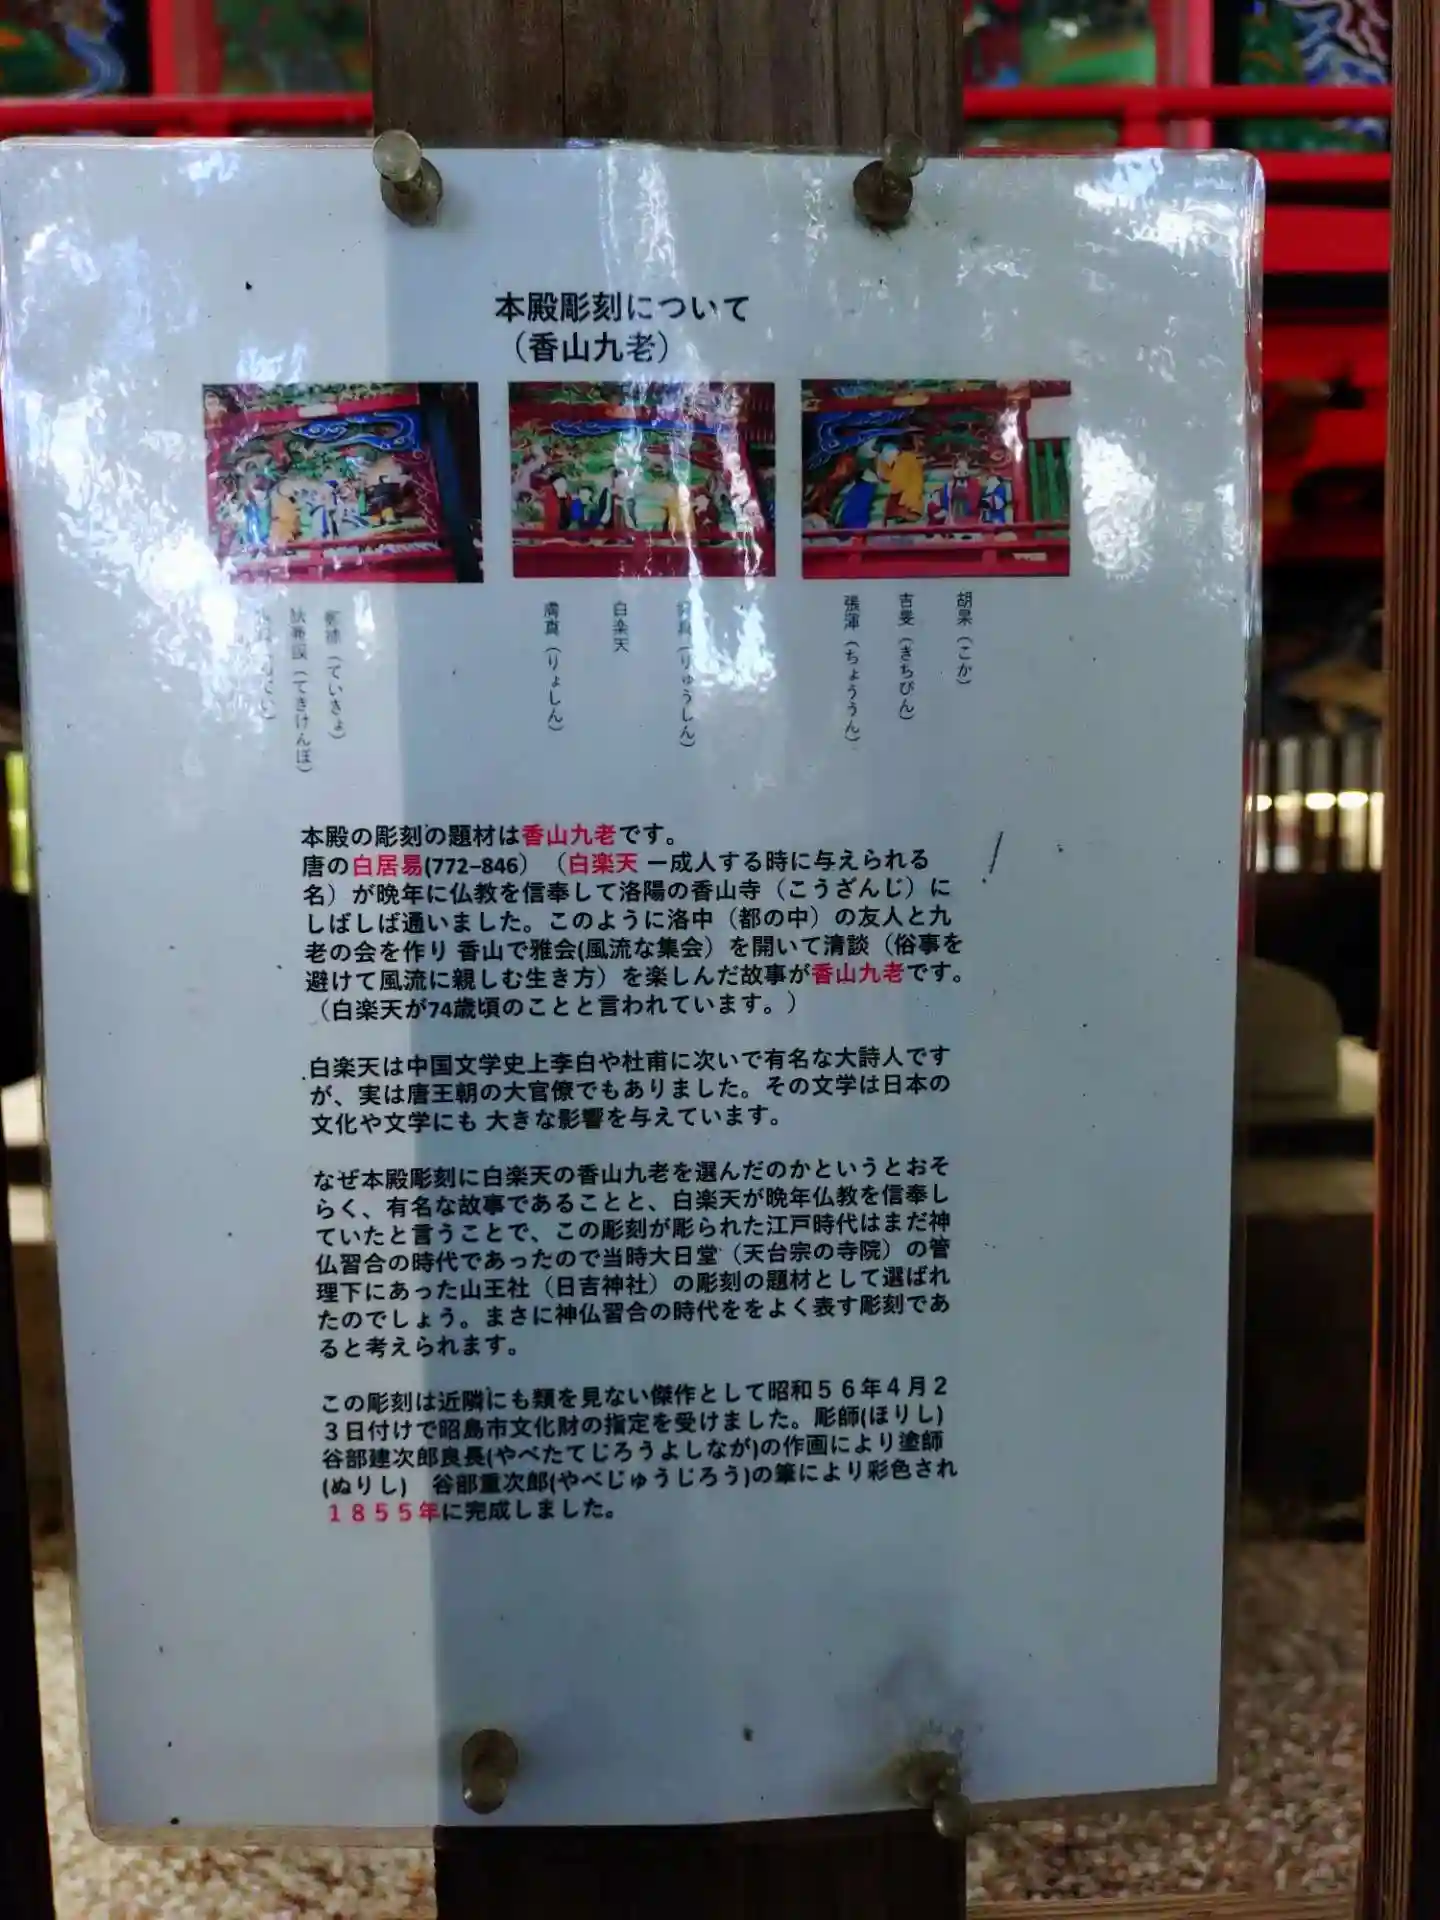 本殿彫刻について
（香山九老）
胡杲（こか）
吉旻（きちびん）
張渾（ちょううん）
（りゅうしん）
白楽天
盧真（りょしん）
鄭據（ていきょ）
狄兼謨（てきけんぼ）
本殿の彫刻の題材は香山九老です。
唐の白居易(772–846）（白楽天 ー成人する時に与えられる
名）が晩年に仏教を信奉して洛陽の香山寺（こうざんじ）に
しばしば通いました。このように洛中（都の中）の友人と九
老の会を作り 香山で雅会(風流な集会）を開いて清談（俗事を
避けて風流に親しむ生き方）を楽しんだ故事が香山九老です。
（白楽天が74歳頃のことと言われています。）
白楽天は中国文学史上李白や杜甫に次いで有名な大詩人です
が、実は唐王朝の大官僚でもありました。その文学は日本の
文化や文学にも 大きな影響を与えています。
なぜ本殿彫刻に白楽天の香山九老を選んだのかというとおそ
らく、有名な故事であることと、白楽天が晩年仏教を信奉し
ていたと言うことで、この彫刻が彫られた江戸時代はまだ神
仏習合の時代であったので当時大日堂（天台宗の寺院）の管
理下にあった山王社（日吉神社）の彫刻の題材として選ばれ
たのでしょう。まさに神仏習合の時代ををよく表す彫刻であ
ると考えられます。
この彫刻は近隣にも類を見ない傑作として昭和５６年４月２
３日付けで昭島市文化財の指定を受けました。彫師(ほりし)
谷部建次郎良長(やべたてじろうよしなが)の作画により塗師
(ぬりし)　谷部重次郎(やべじゅうじろう)の筆により彩色され
１８５５年に完成しました。